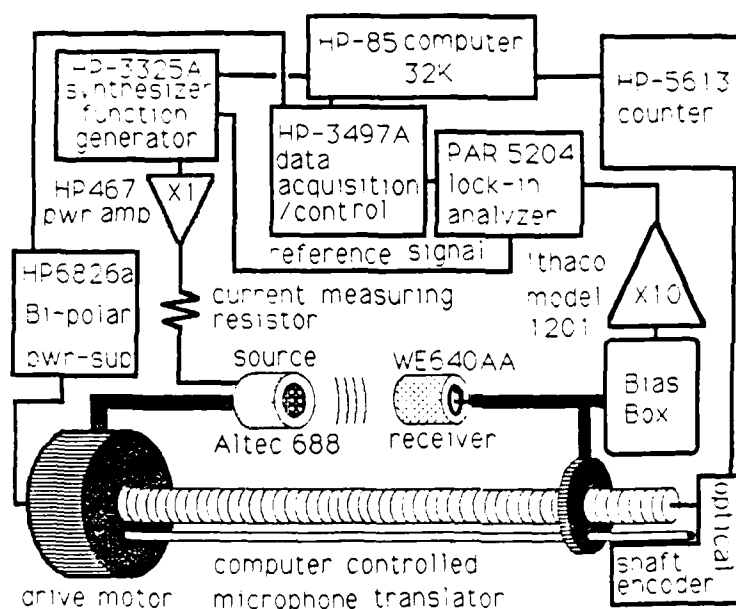 HP-85 computer
32K
HP-3325A
synthesizer
function
generator
HP-5613
counter
HP-3497A
data
acquisition
/control
PAR 5204
lock-in
analyzer
HP467
pwr amp
X1
reference signal
HP6826a
Bi-polar
pwr-sup
current measuring
resistor
Ithaco
model
1201
X10
source
WE640AA
Bias
Box
Altec 688
receiver
optical
shaft
encoder
computer controlled
microphone translator
drive motor